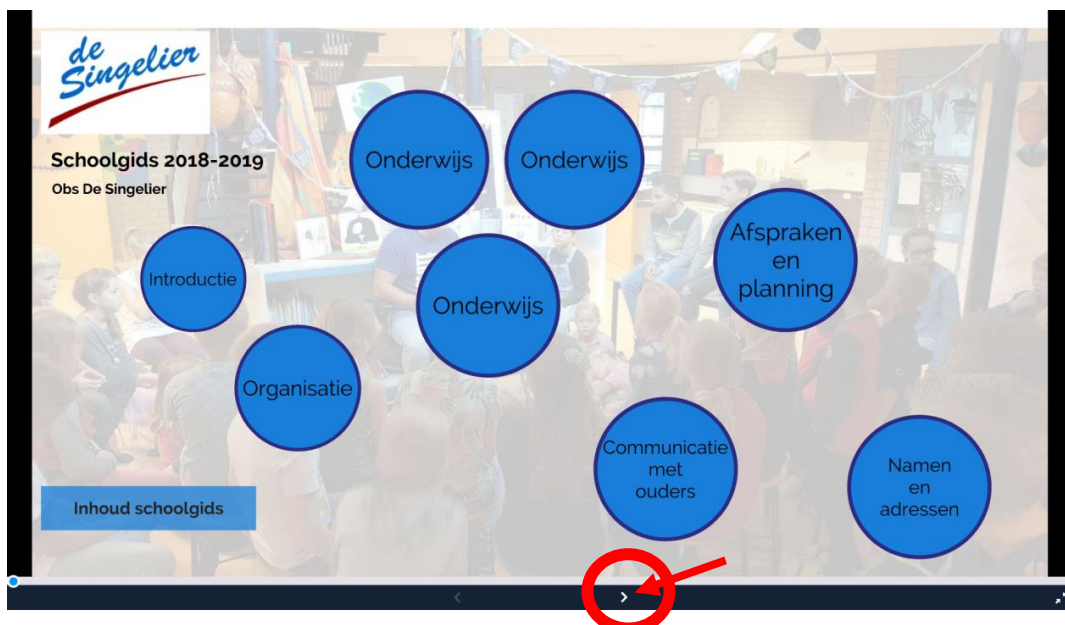 de
Singelier
Schoolgids 2018-2019
Obs De Singelier
Onderwijs
Onderwijs
Afspraken
en
planning
Introductie
Onderwijs
Organisatie
Communicatie
met
ouders
Namen
en
adressen
Inhoud schoolgids